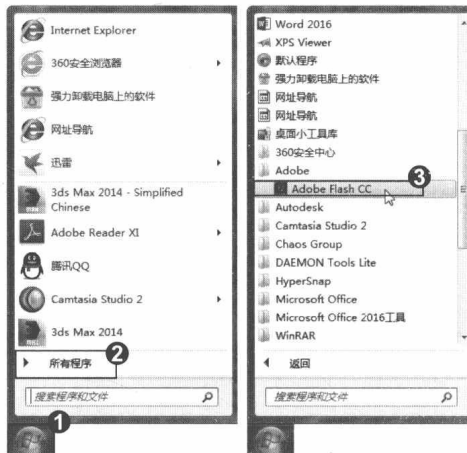 Internet Explorer
360安全浏览器
强力卸载电脑上的软件
网址导航
迅雷
3ds Max 2014 - Simplified
Chinese
Adobe Reader XI
腾讯QQ
Camtasia Studio 2
3ds Max 2014
所有程序
2
搜索程序和文件
1
Word 2016
XPS Viewer
默认程序
强力卸载电脑上的软件
网址导航
网址导航
桌面小工具库
360安全中心
Adobe
Adobe Flash CC
3
Autodesk
Camtasia Studio 2
Chaos Group
DAEMON Tools Lite
HyperSnap
Microsoft Office
Microsoft Office 2016工具
WinRAR
返回
搜索程序和文件